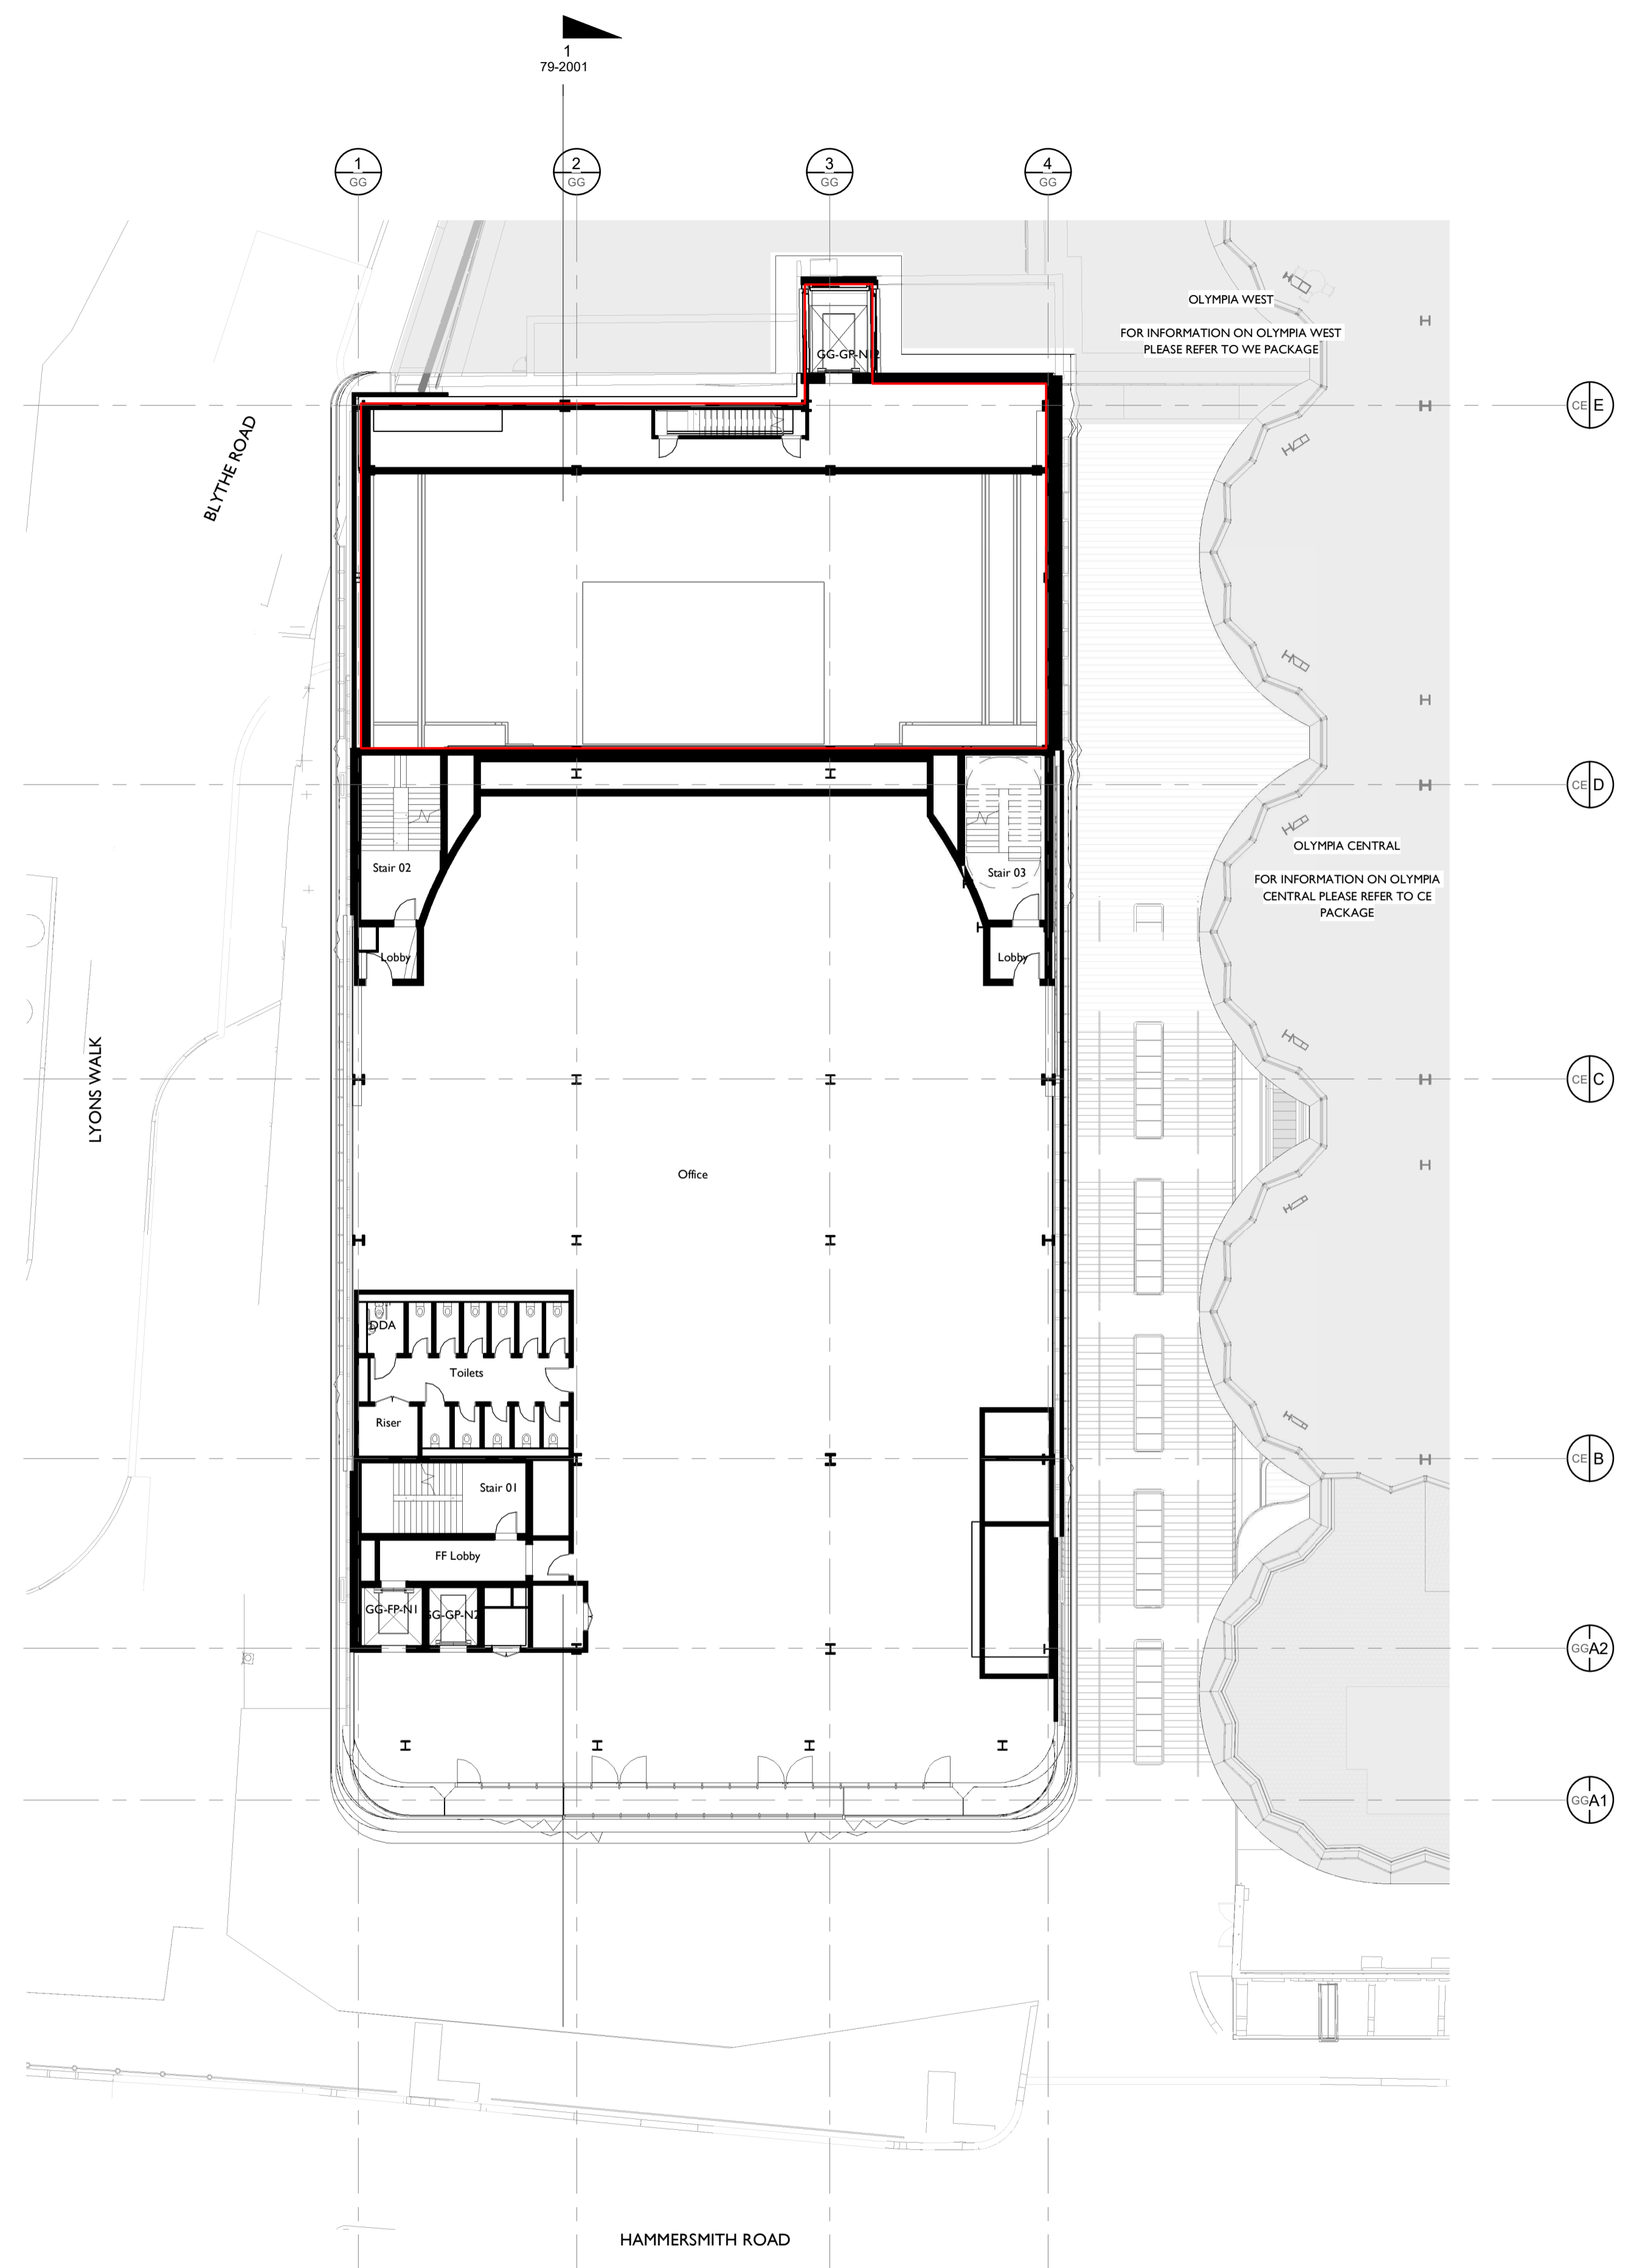 1
79-2001
1
GG
2
GG
3
GG
4
GG
OLYMPIA WEST
FOR INFORMATION ON OLYMPIA WEST
PLEASE REFER TO WE PACKAGE
CE E
BLYTHE ROAD
CE D
Stair 02
Stair 03
OLYMPIA CENTRAL
FOR INFORMATION ON OLYMPIA
CENTRAL PLEASE REFER TO CE
PACKAGE
Lobby
Lobby
LYONS WALK
CE C
Office
DDA
Toilets
Riser
CE B
Stair 01
FF Lobby
GG-FP-N1
GG-GP-N2
GG A2
GG A1
HAMMERSMITH ROAD